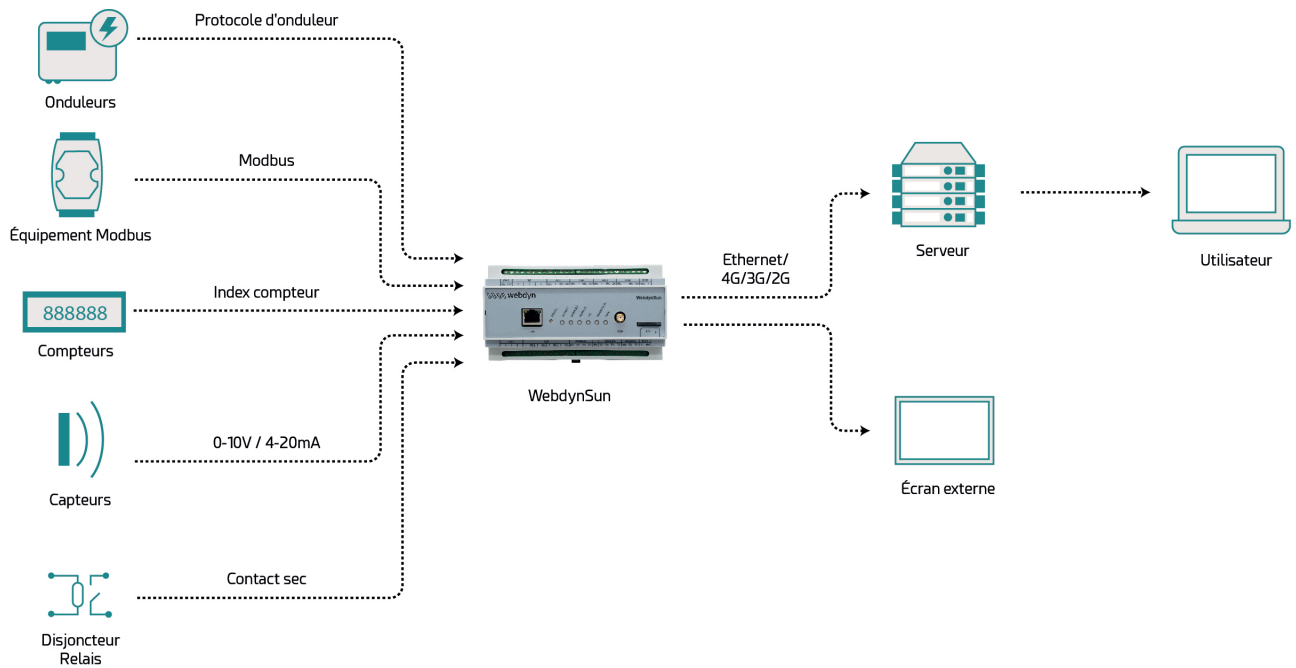 Protocole d'onduleur
Onduleurs
Modbus
Équipement Modbus
Index compteur
888888
Compteurs
0-10V / 4-20mA
Capteurs
Contact sec
Disjoncteur
Relais
webdyn
WebdynSun
WebdynSun
Ethernet/
4G/3G/2G
Serveur
Utilisateur
Écran externe